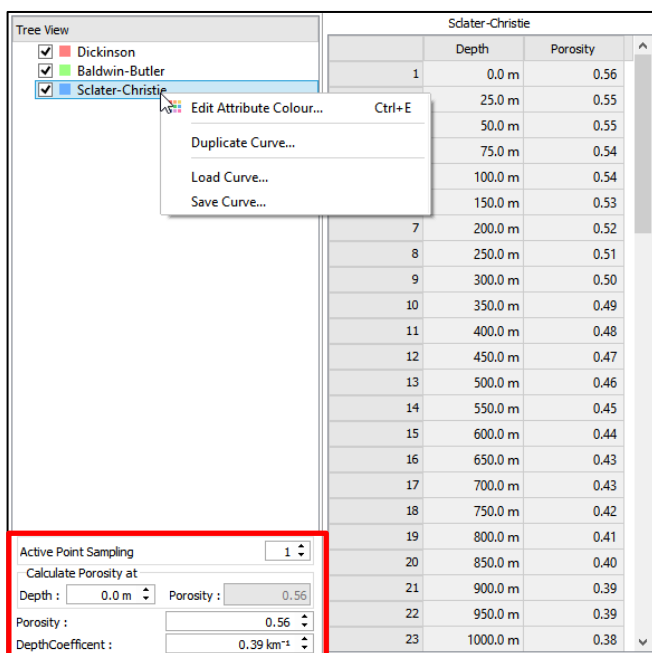 Tree View
Dickinson
Baldwin-Butler
Sclater-Christie
Edit Attribute Colour... Ctrl+E
Duplicate Curve...
Load Curve...
Save Curve...
Active Point Sampling 1
Calculate Porosity at
Depth : 0.0 m Porosity : 0.56
Porosity : 0.56
DepthCoefficent : 0.39 km⁻¹
Sclater-Christie
Depth Porosity
1 0.0 m 0.56
25.0 m 0.55
50.0 m 0.55
75.0 m 0.54
100.0 m 0.54
150.0 m 0.53
7 200.0 m 0.52
8 250.0 m 0.51
9 300.0 m 0.50
10 350.0 m 0.49
11 400.0 m 0.48
12 450.0 m 0.47
13 500.0 m 0.46
14 550.0 m 0.45
15 600.0 m 0.44
16 650.0 m 0.43
17 700.0 m 0.43
18 750.0 m 0.42
19 800.0 m 0.41
20 850.0 m 0.40
21 900.0 m 0.39
22 950.0 m 0.39
23 1000.0 m 0.38